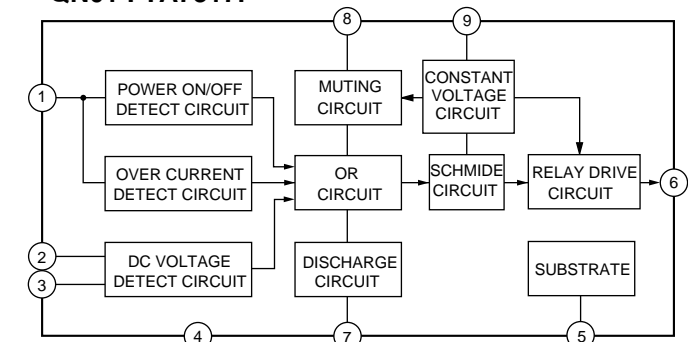 8
9
1
POWER ON/OFF
DETECT CIRCUIT
MUTING
CIRCUIT
CONSTANT
VOLTAGE
CIRCUIT
OVER CURRENT
DETECT CIRCUIT
OR
CIRCUIT
SCHMIDE
CIRCUIT
RELAY DRIVE
CIRCUIT
6
2
3
DC VOLTAGE
DETECT CIRCUIT
DISCHARGE
CIRCUIT
SUBSTRATE
4
7
5